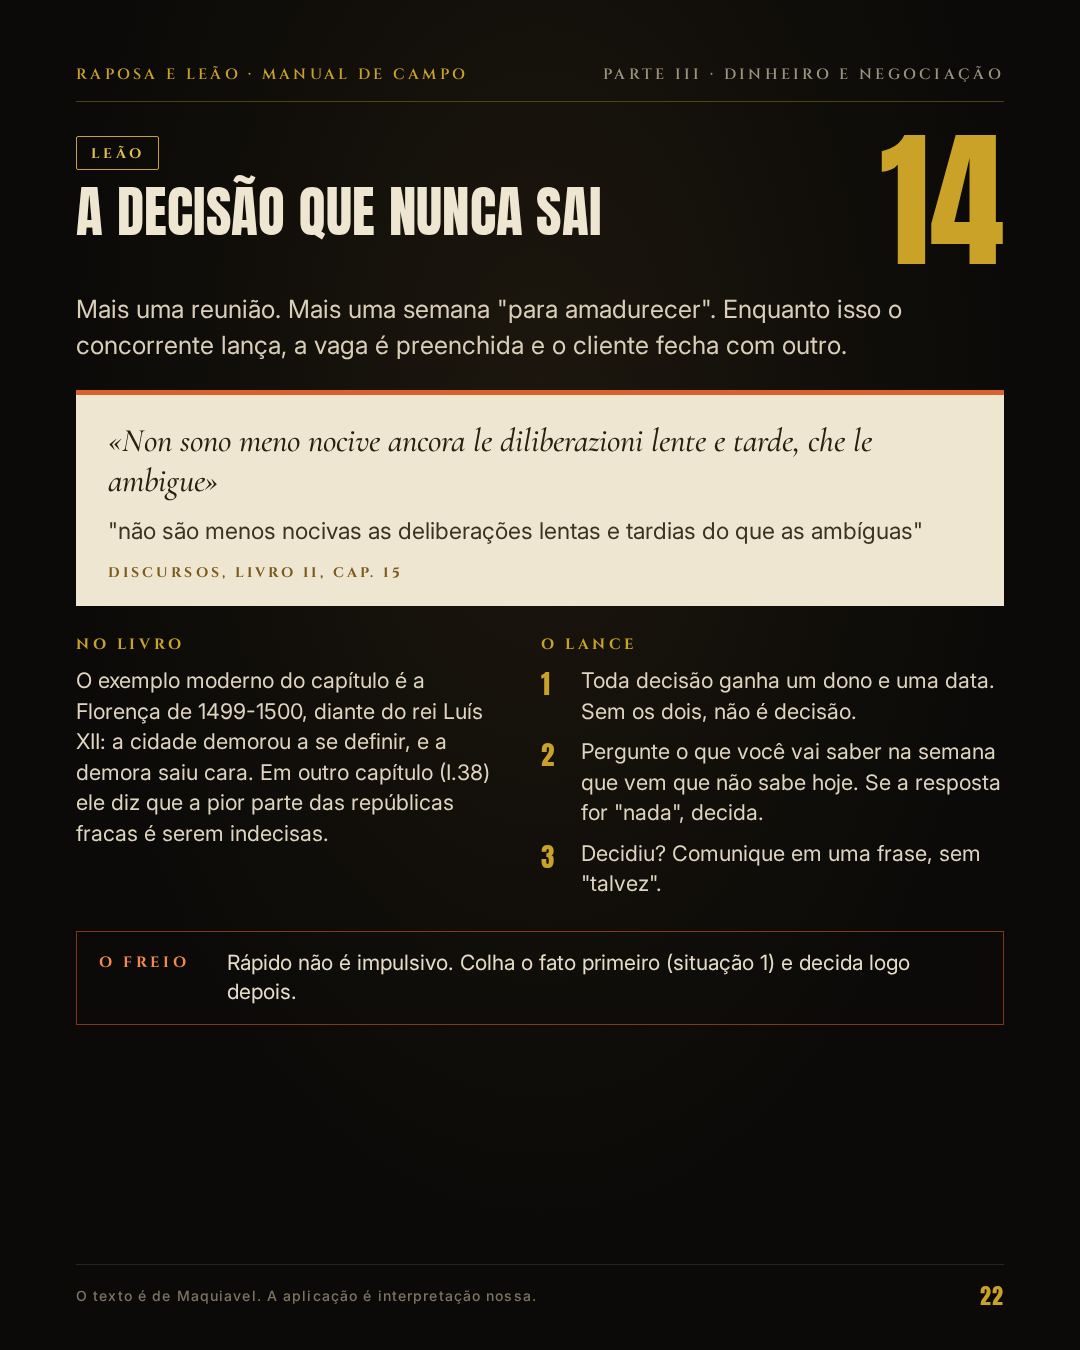 RAPOSA E LEÃO · MANUAL DE CAMPO
PARTE III · DINHEIRO E NEGOCIAÇÃO
LEÃO
14
A DECISÃO QUE NUNCA SAI
Mais uma reunião. Mais uma semana "para amadurecer". Enquanto isso o
concorrente lança, a vaga é preenchida e o cliente fecha com outro.
«Non sono meno nocive ancora le diliberazioni lente e tarde, che le
ambigue»
"não são menos nocivas as deliberações lentas e tardias do que as ambíguas"
DISCURSOS, LIVRO II, CAP. 15
NO LIVRO
O exemplo moderno do capítulo é a
Florença de 1499-1500, diante do rei Luís
XII: a cidade demorou a se definir, e a
demora saiu cara. Em outro capítulo (I.38)
ele diz que a pior parte das repúblicas
fracas é serem indecisas.
O LANCE
1 Toda decisão ganha um dono e uma data.
Sem os dois, não é decisão.
2 Pergunte o que você vai saber na semana
que vem que não sabe hoje. Se a resposta
for "nada", decida.
3 Decidiu? Comunique em uma frase, sem
"talvez".
O FREIO
Rápido não é impulsivo. Colha o fato primeiro (situação 1) e decida logo
depois.
O texto é de Maquiavel. A aplicação é interpretação nossa.
22